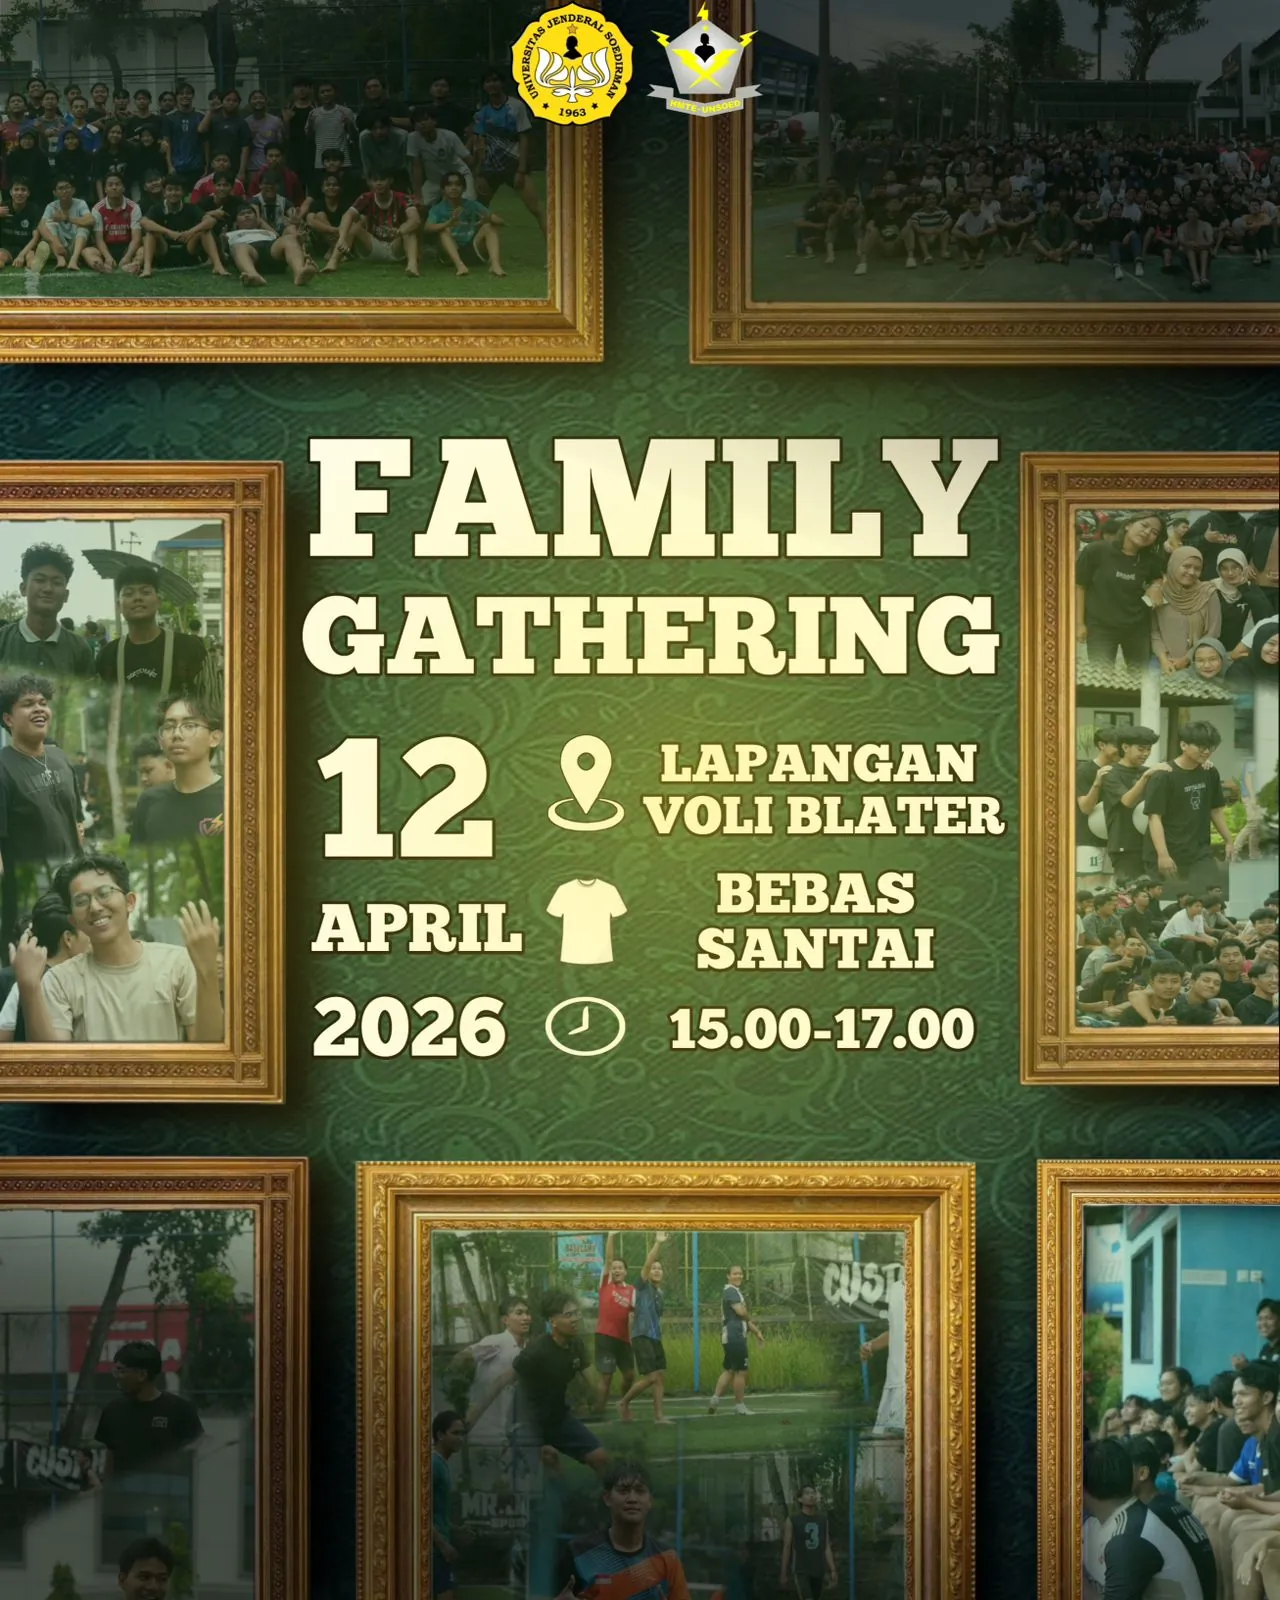 UNIVERSITAS JENDERAL SOEDIRMAN
1963
HMTE-UNSOED
FAMILY
GATHERING
12
APRIL
2026
LAPANGAN
VOLI BLATER
BEBAS
SANTAI
15.00-17.00
3